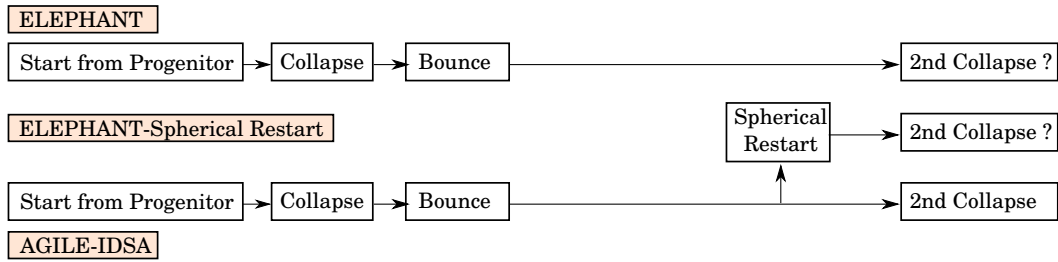 ELEPHANT
Start from Progenitor
Collapse
Bounce
2nd Collapse ?
ELEPHANT-Spherical Restart
Spherical
Restart
2nd Collapse ?
Start from Progenitor
Collapse
Bounce
2nd Collapse
AGILE-IDSA